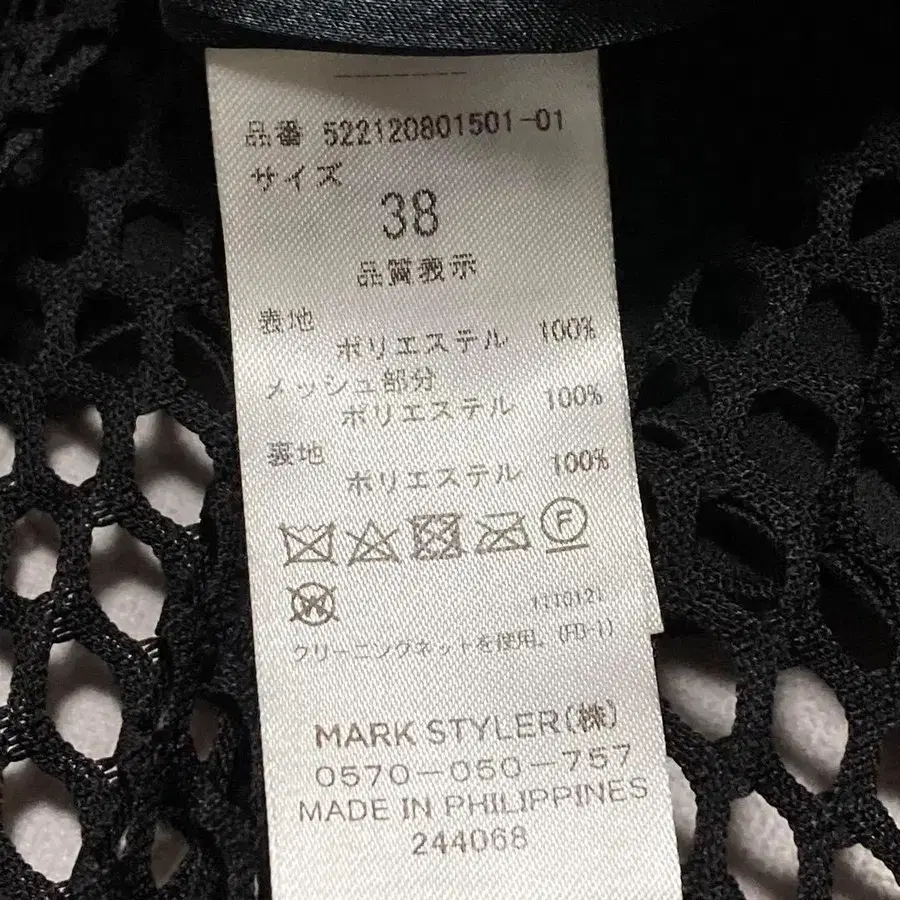 品番 522120801501-01
サイズ
38
品質表示
表地
ポリエステル 100%
メッシュ部分
ポリエステル 100%
裏地
ポリエステル 100%
F
W
1110121
クリーニングネットを使用。(FD-1)
MARK STYLER(株)
0570-050-757
MADE IN PHILIPPINES
244068